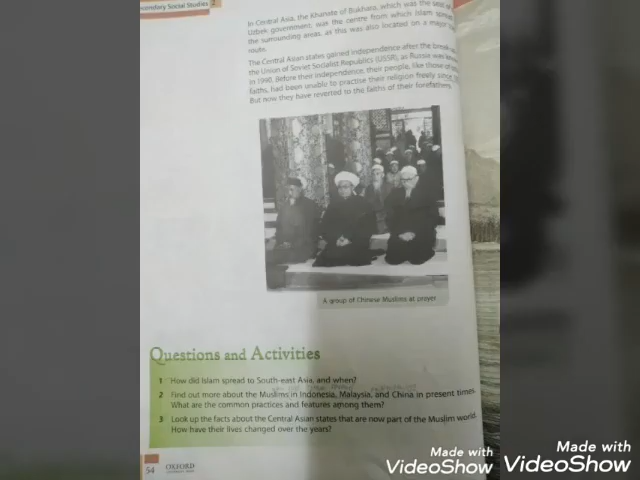 Secondary Social Studies 2
In Central Asia, the Khanate of Bukhara, which was the seat of
Uzbek government, was the centre from which Islam spread
the surrounding areas, as this was also located on a major
route.
The Central Asian states gained independence after the break-
the Union of Soviet Socialist Republics (USSR), as Russia was
in 1990. Before their independence, their people, like those of
faiths, had been unable to practise their religion freely since
But now they have reverted to the faiths of their forefathers.
A group of Chinese Muslims at prayer
Questions and Activities
1 How did Islam spread to South-east Asia, and when?
2 Find out more about the Muslims in Indonesia, Malaysia, and China in present times.
What are the common practices and features among them?
3 Look up the facts about the Central Asian states that are now part of the Muslim world.
How have their lives changed over the years?
54 OXFORD
UNIVERSITY PRESS
Made with
VideoShow
Made with
VideoShow